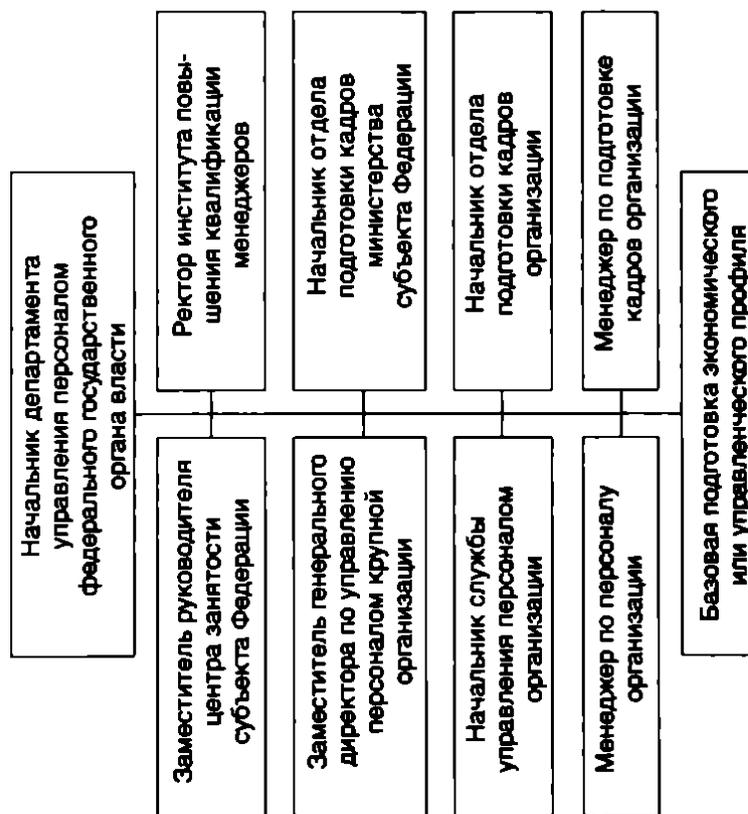 Начальник департамента
управления персоналом
федерального государственного
органа власти
Заместитель руководителя
центра занятости
субъекта Федерации
Ректор института повы-
шения квалификации
менеджеров
Заместитель генерального
директора по управлению
персоналом крупной
организации
Начальник отдела
подготовки кадров
министерства
субъекта Федерации
Начальник службы
управления персоналом
организации
Начальник отдела
подготовки кадров
организации
Менеджер по персоналу
организации
Менеджер по подготовке
кадров организации
Базовая подготовка экономического
или управленческого профиля